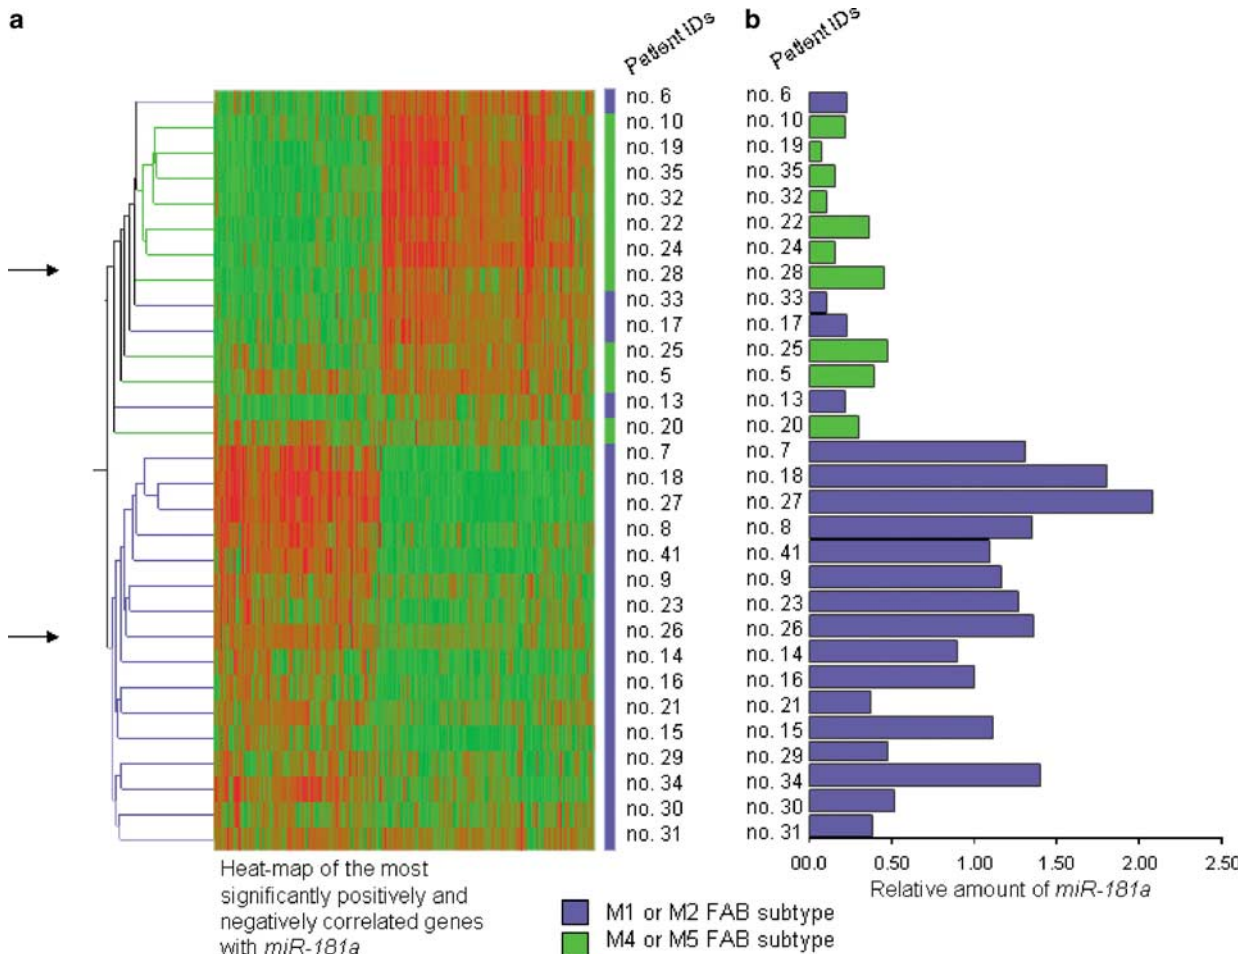 a
Patient IDs
no. 6
no. 10
no. 19
no. 35
no. 32
no. 22
no. 24
no. 28
no. 33
no. 17
no. 25
no. 5
no. 13
no. 20
no. 7
no. 18
no. 27
no. 8
no. 41
no. 9
no. 23
no. 26
no. 14
no. 16
no. 21
no. 15
no. 29
no. 34
no. 30
no. 31
Heat-map of the most
significantly positively and
negatively correlated genes
with miR-181a
b
Patient IDs
no. 6
no. 10
no. 19
no. 35
no. 32
no. 22
no. 24
no. 28
no. 33
no. 17
no. 25
no. 5
no. 13
no. 20
no. 7
no. 18
no. 27
no. 8
no. 41
no. 9
no. 23
no. 26
no. 14
no. 16
no. 21
no. 15
no. 29
no. 34
no. 30
no. 31
00.0 0.50 1.00 1.50 2.00 2.50
Relative amount of miR-181a
M1 or M2 FAB subtype
M4 or M5 FAB subtype